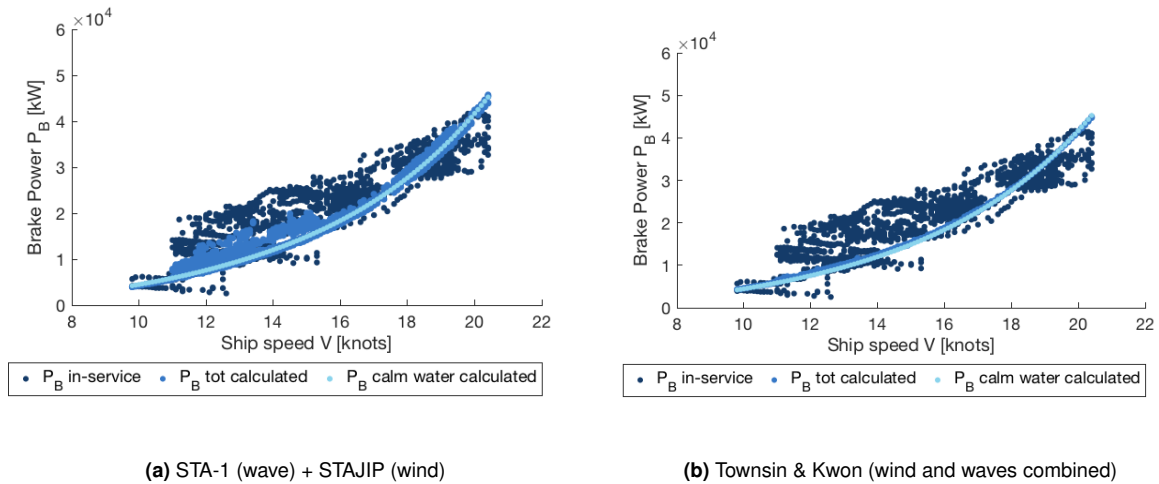 ×10⁴
6
5
4
3
2
1
0
Brake Power P_B [kW]
8 10 12 14 16 18 20 22
Ship speed V [knots]
P_B in-service P_B tot calculated P_B calm water calculated
(a) STA-1 (wave) + STAJIP (wind)
×10⁴
6
5
4
3
2
1
0
Brake Power P_B [kW]
8 10 12 14 16 18 20 22
Ship speed V [knots]
P_B in-service P_B tot calculated P_B calm water calculated
(b) Townsin & Kwon (wind and waves combined)